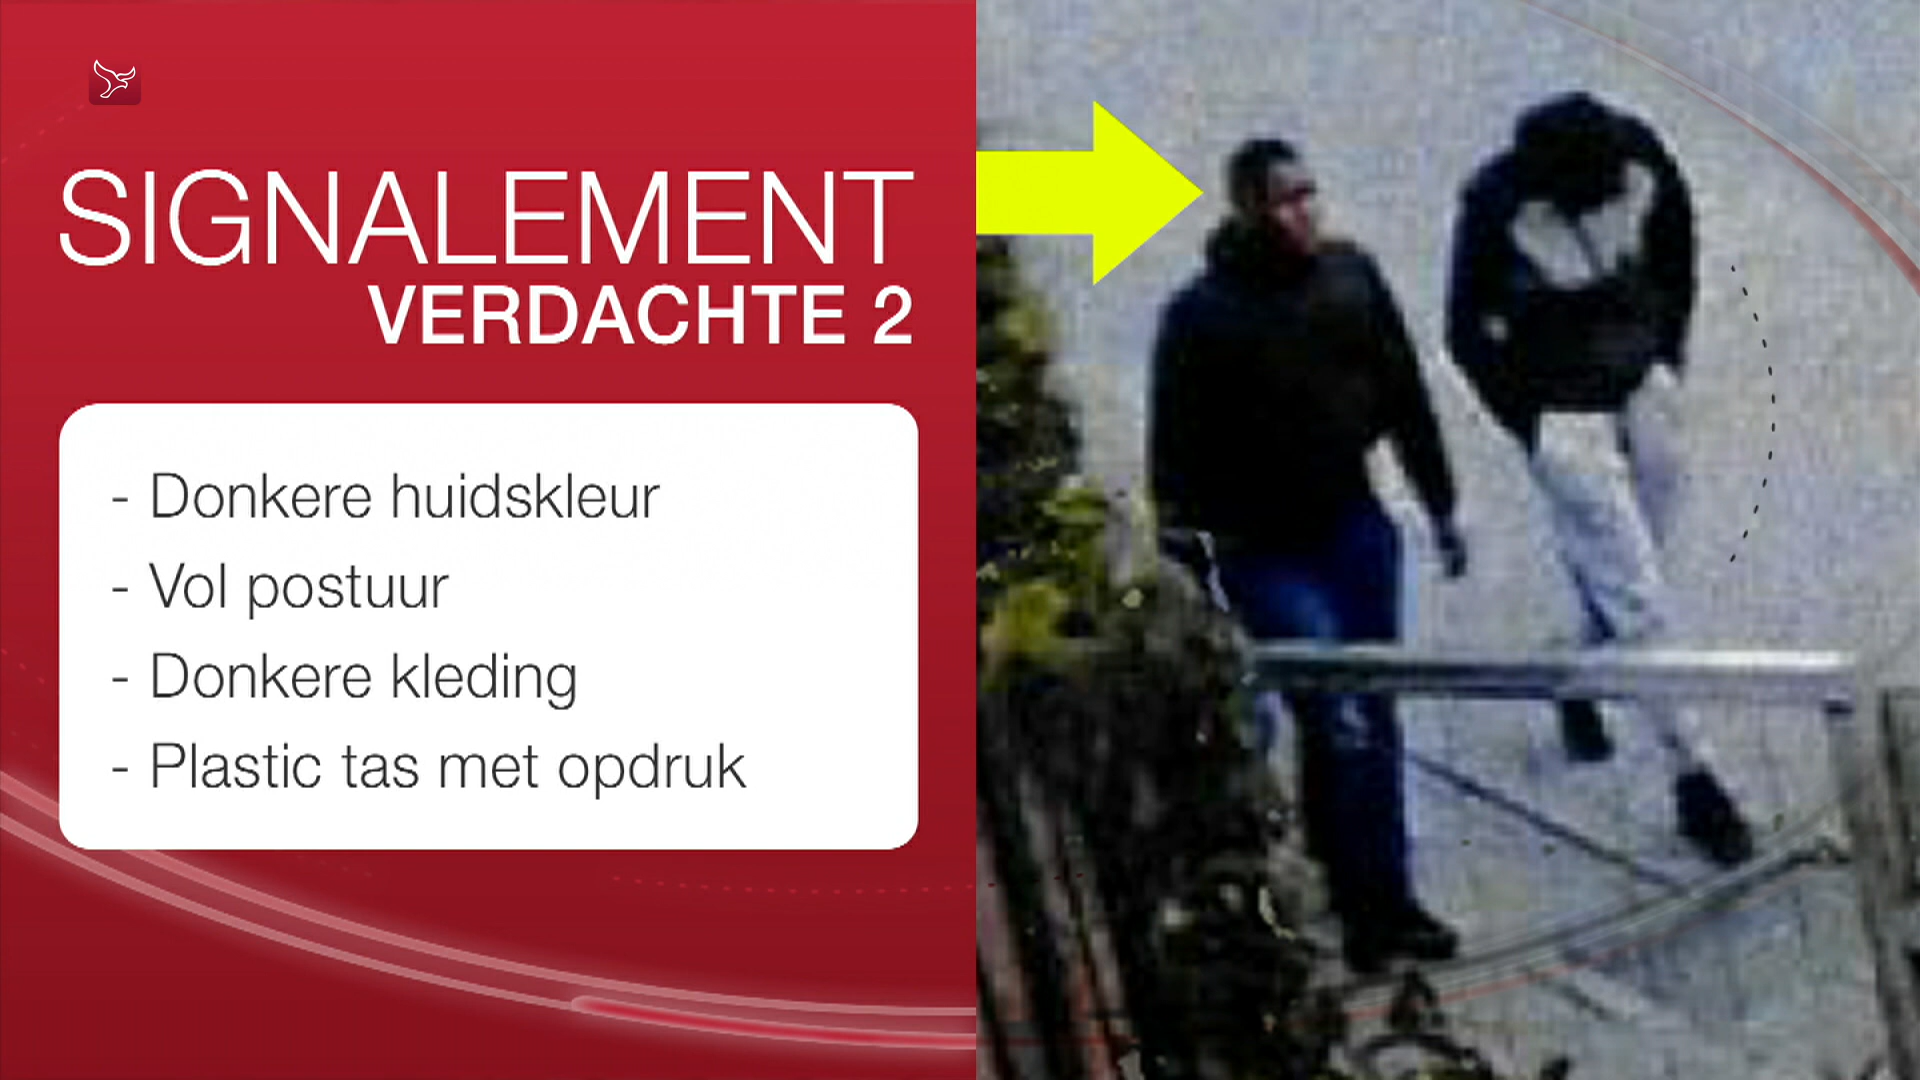 SIGNALEMENT
VERDACHTE 2
- Donkere huidskleur
- Vol postuur
- Donkere kleding
- Plastic tas met opdruk